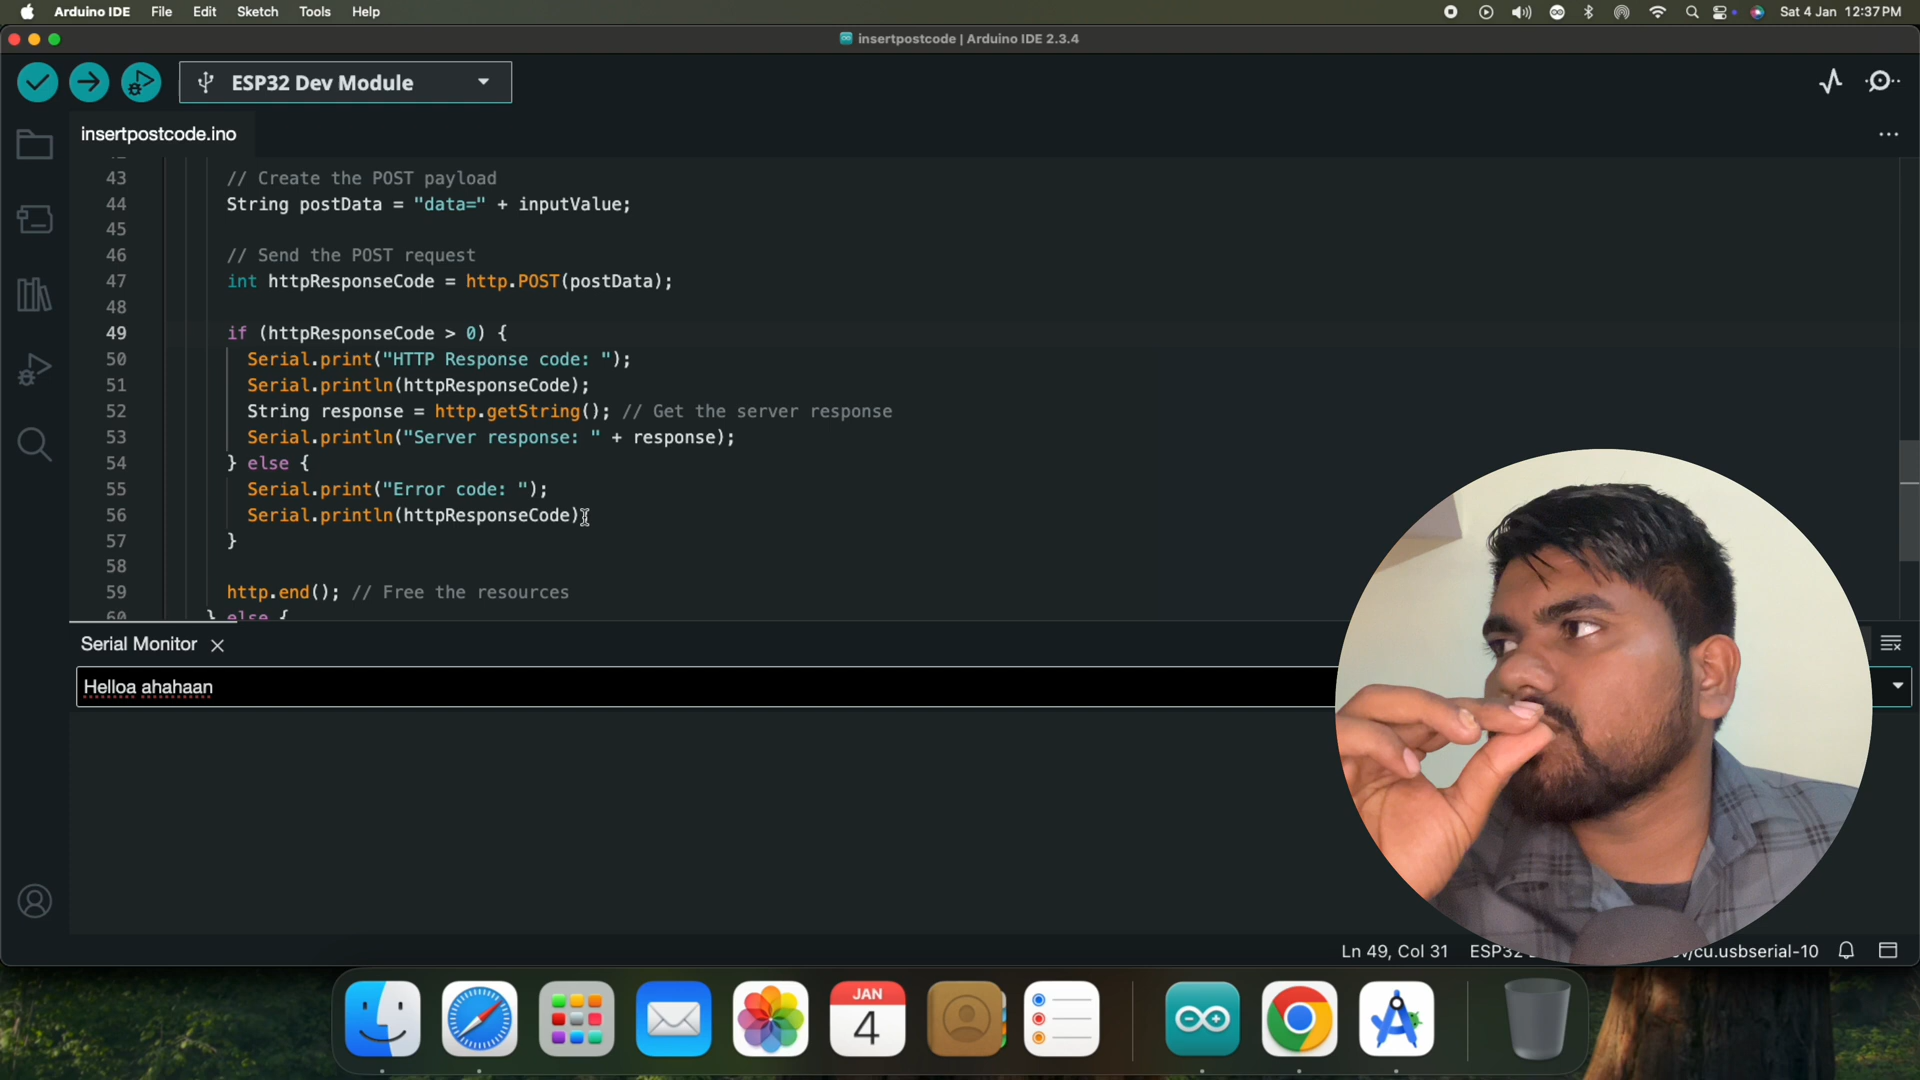 Arduino IDE File Edit Sketch Tools Help Sat 4 Jan 12:37 PM
insertpostcode | Arduino IDE 2.3.4
ESP32 Dev Module
insertpostcode.ino
43 // Create the POST payload
44 String postData = "data=" + inputValue;
45
46 // Send the POST request
47 int httpResponseCode = http.POST(postData);
48
49 if (httpResponseCode > 0) {
50 Serial.print("HTTP Response code: ");
51 Serial.println(httpResponseCode);
52 String response = http.getString(); // Get the server response
53 Serial.println("Server response: " + response);
54 } else {
55 Serial.print("Error code: ");
56 Serial.println(httpResponseCode);
57 }
58
59 http.end(); // Free the resources
60 } else {
Serial Monitor
Helloa ahahaan
Ln 49, Col 31 ESP32 /cu.usbserial-10
JAN
4